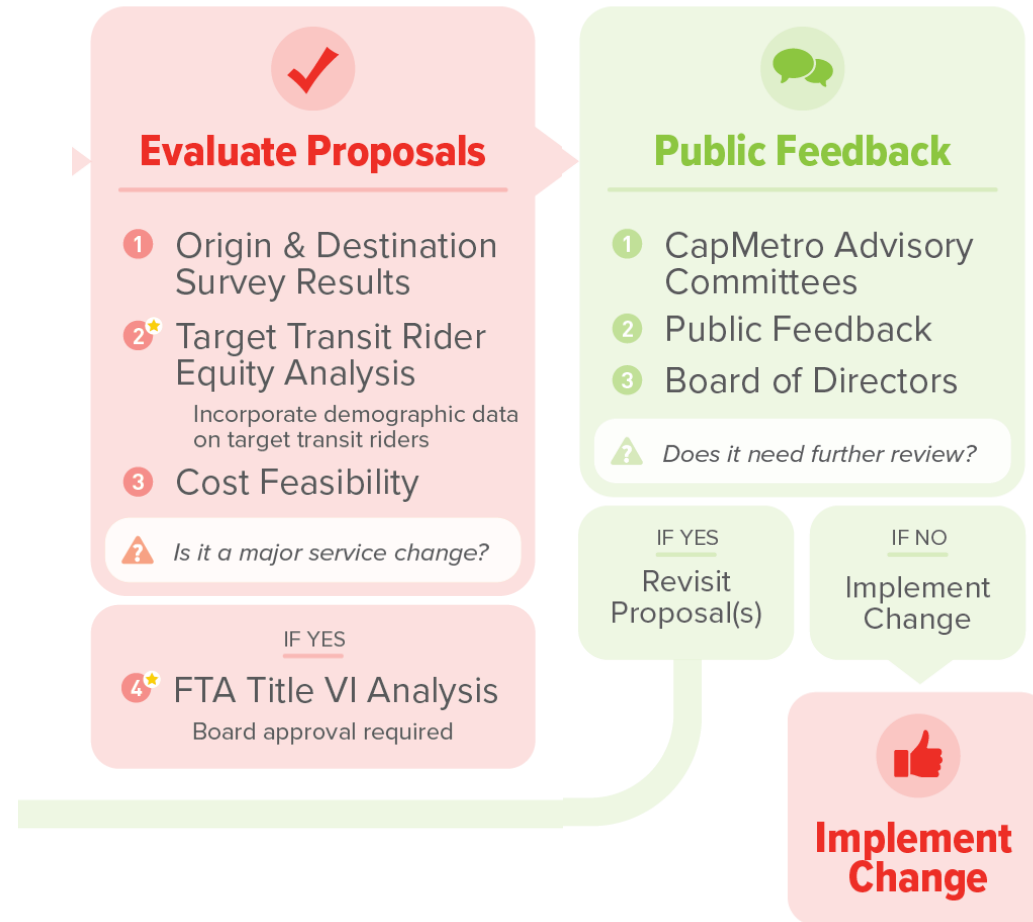 Evaluate Proposals
1 Origin & Destination
Survey Results
2 Target Transit Rider
Equity Analysis
Incorporate demographic data
on target transit riders
3 Cost Feasibility
? Is it a major service change?
IF YES
4 FTA Title VI Analysis
Board approval required
Public Feedback
1 CapMetro Advisory
Committees
2 Public Feedback
3 Board of Directors
? Does it need further review?
IF YES
Revisit
Proposal(s)
IF NO
Implement
Change
Implement
Change